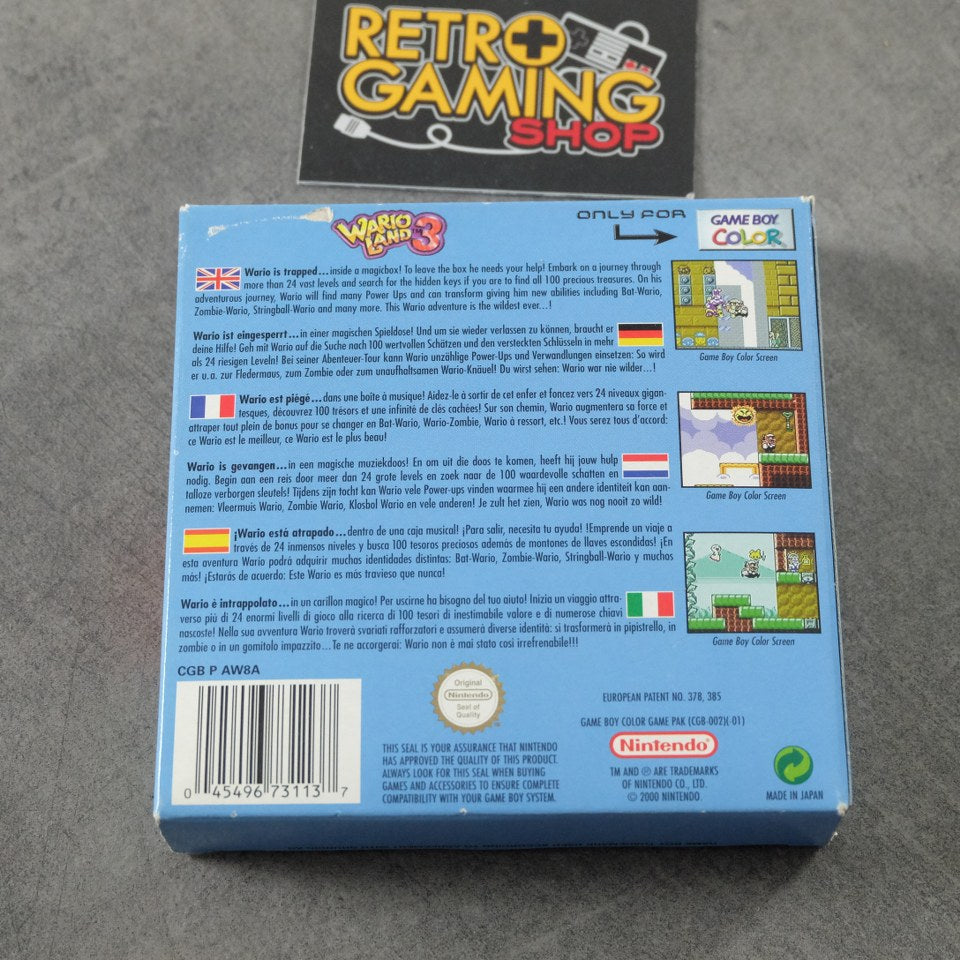 RETRO
GAMING
SHOP
WARIO
LAND 3
ONLY FOR
GAME BOY
COLOR
Wario is trapped...inside a magicbox! To leave the box he needs your help! Embark on a journey through
more than 24 vast levels and search for the hidden keys if you are to find all 100 precious treasures. On his
adventurous journey, Wario will find many Power Ups and can transform giving him new abilities including Bat-Wario,
Zombie-Wario, Stringball-Wario and many more. This Wario adventure is the wildest ever...!
Game Boy Color Screen
Wario ist eingesperrt...in einer magischen Spieldose! Und um sie wieder verlassen zu können, braucht er
deine Hilfe! Geh mit Wario auf die Suche nach 100 wertvollen Schätzen und den versteckten Schlüsseln in mehr
als 24 riesigen Leveln! Bei seiner Abenteuer-Tour kann Wario unzählige Power-Ups und Verwandlungen einsetzen: So wird
er u.a. zur Fledermaus, zum Zombie oder zum unaufhaltsamen Wario-Knäuel! Du wirst sehen: Wario war nie wilder...!
Wario est piégé...dans une boîte à musique! Aidez-le à sortir de cet enfer et foncez vers 24 niveaux gigan-
tesques, découvrez 100 trésors et une infinité de clés cachées! Sur son chemin, Wario augmentera sa force et
attraper tout plein de bonus pour se changer en Bat-Wario, Wario-Zombie, Wario à ressort, etc.! Vous serez tous d'accord:
ce Wario est le meilleur, ce Wario est le plus beau!
Game Boy Color Screen
Wario is gevangen...in een magische muziekdoos! En om uit die doos te komen, heeft hij jouw hulp
nodig. Begin aan een reis door meer dan 24 grote levels en zoek naar de 100 waardevolle schatten en
talloze verborgen sleutels! Tijdens zijn tocht kan Wario vele Power-ups vinden waarmee hij een andere identiteit kan aan-
nemen: Vleermuis Wario, Zombie Wario, Klosbol Wario en vele anderen! Je zult het zien, Wario was nog nooit zo wild!
¡Wario está atrapado...dentro de una caja musical! ¡Para salir, necesita tu ayuda! !Emprende un viaje a
través de 24 inmensos niveles y busca 100 tesoros preciosos además de montones de llaves escondidas! ¡En
esta aventura Wario podrá adquirir muchas identidades distintas: Bat-Wario, Zombie-Wario, Stringball-Wario y muchos
más! ¡Estarás de acuerdo: Este Wario es más travieso que nunca!
Wario è intrappolato...in un carillon magico! Per uscirne ha bisogno del tuo aiuto! Inizia un viaggio attra-
verso più di 24 enormi livelli di gioco alla ricerca di 100 tesori di inestimabile valore e di numerose chiavi
nascoste! Nella sua avventura Wario troverà svariati rafforzatori e assumerà diverse identità: si trasformerà in pipistrello, in
zombie o in un gomitolo impazzito...Te ne accorgerai: Wario non è mai stato così irrefrenabile!!!
Game Boy Color Screen
CGB P AW8A
0 45496 73113 7
Original
Nintendo
Seal of
Quality
THIS SEAL IS YOUR ASSURANCE THAT NINTENDO
HAS APPROVED THE QUALITY OF THIS PRODUCT.
ALWAYS LOOK FOR THIS SEAL WHEN BUYING
GAMES AND ACCESSORIES TO ENSURE COMPLETE
COMPATIBILITY WITH YOUR GAME BOY SYSTEM.
EUROPEAN PATENT NO. 378, 385
GAME BOY COLOR GAME PAK (CGB-002)(-01)
Nintendo
TM AND ℗ ARE TRADEMARKS
OF NINTENDO CO., LTD.
© 2000 NINTENDO.
MADE IN JAPAN